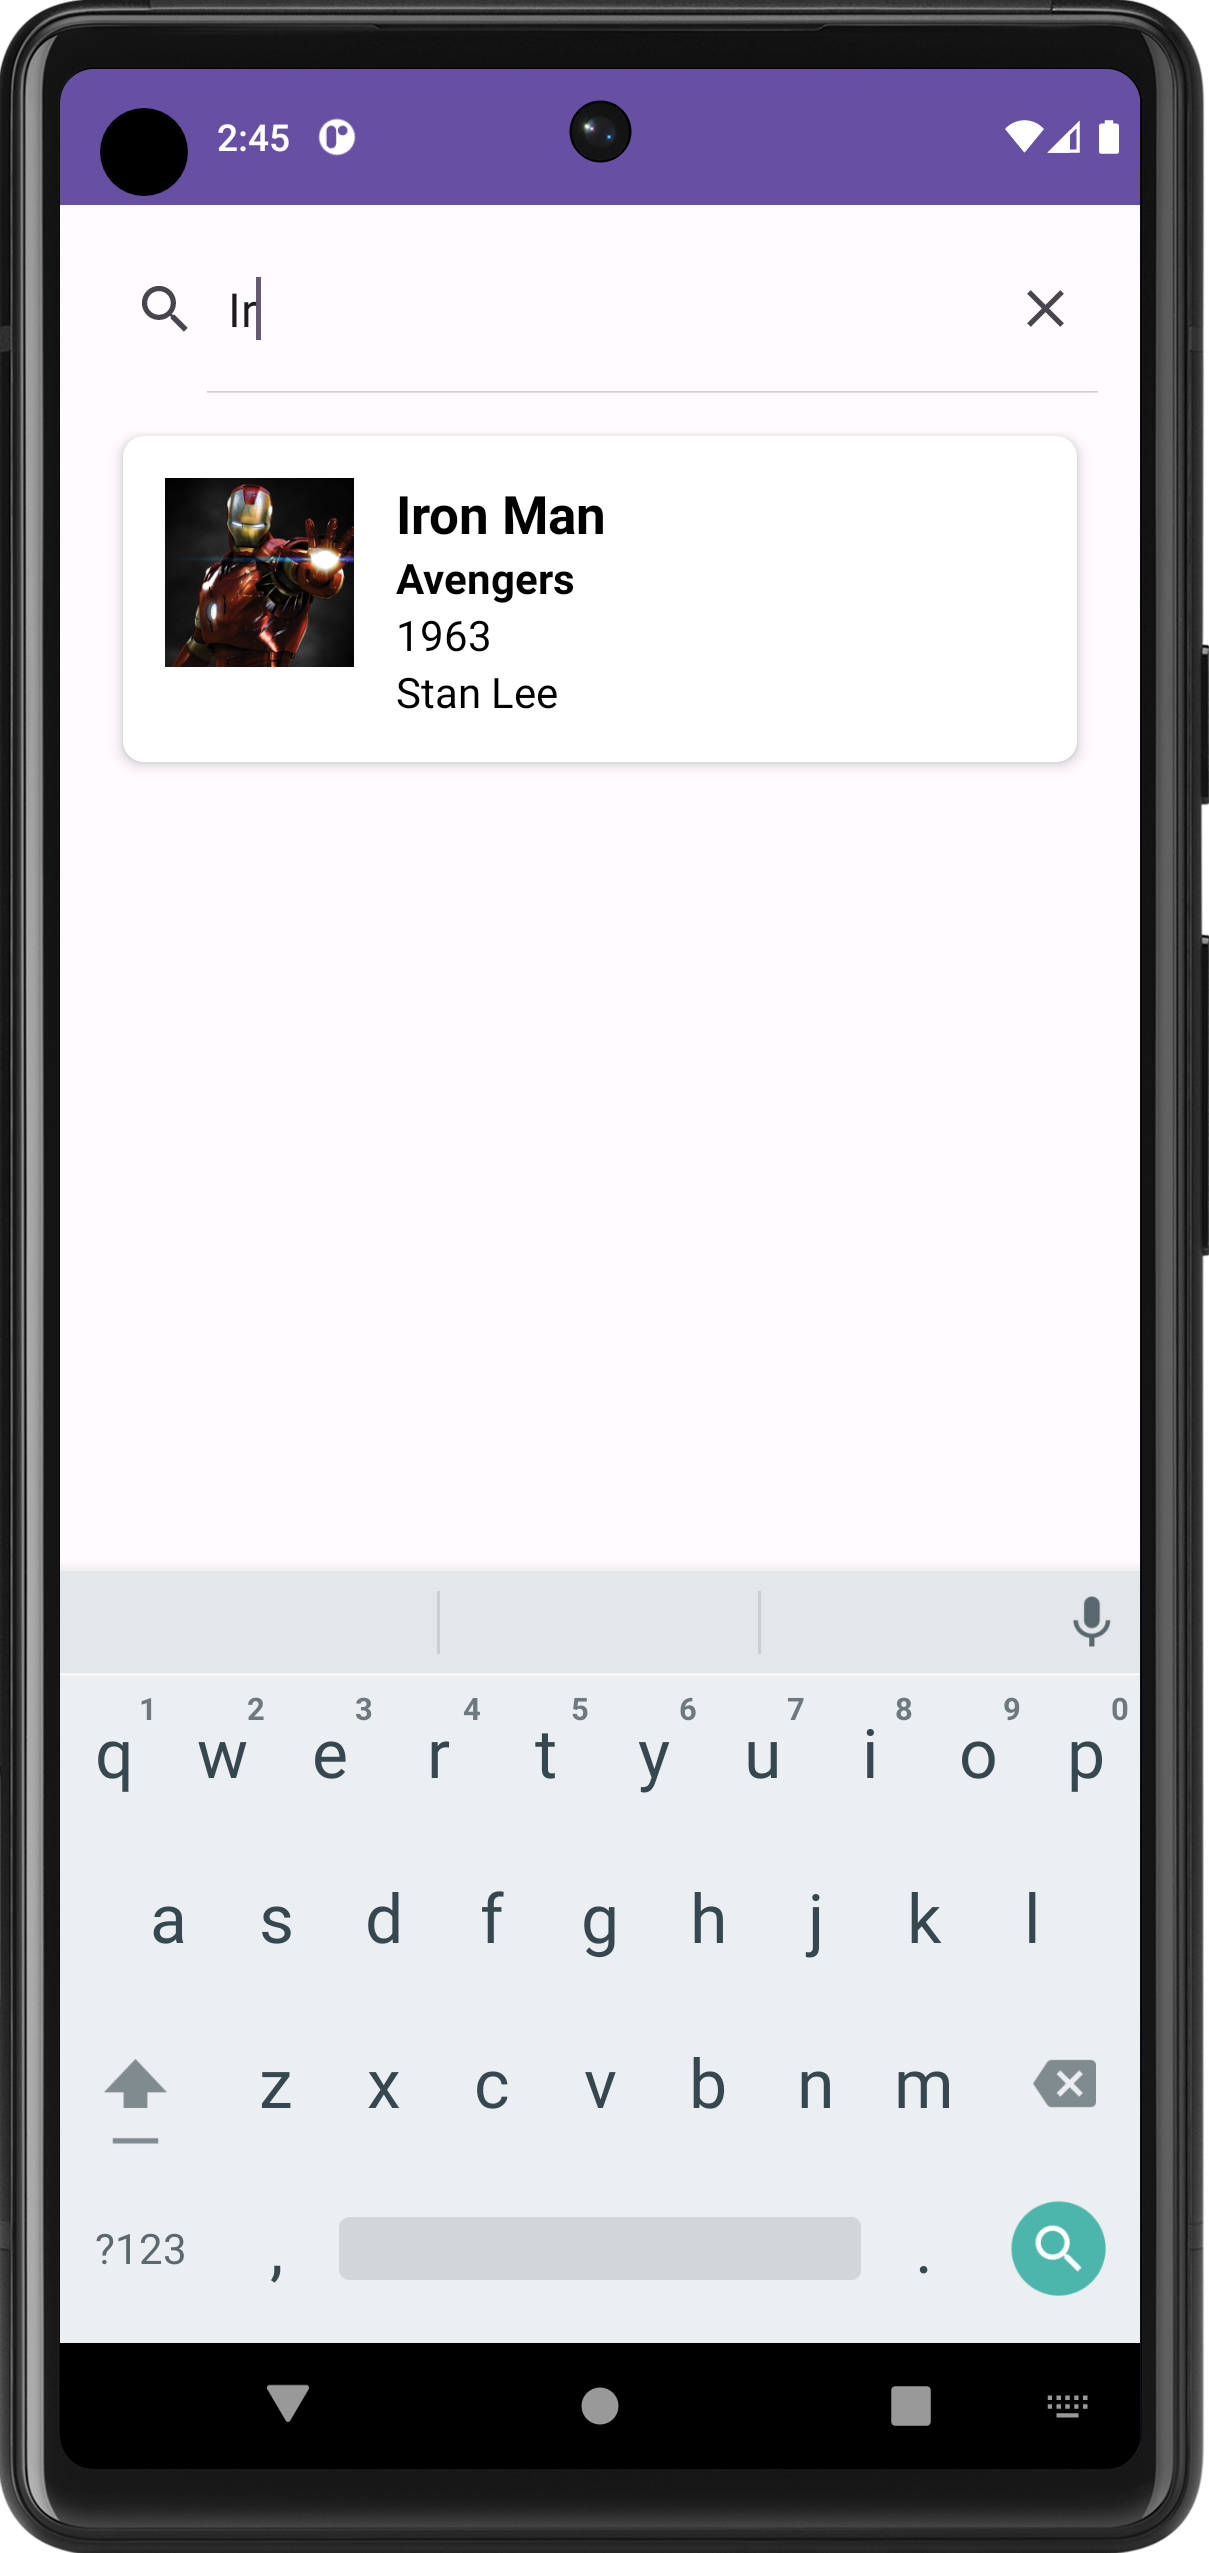 2:45
Ir
Iron Man
Avengers
1963
Stan Lee
1 2 3 4 5 6 7 8 9 0
q w e r t y u i o p
a s d f g h j k l
z x c v b n m
?123 , .